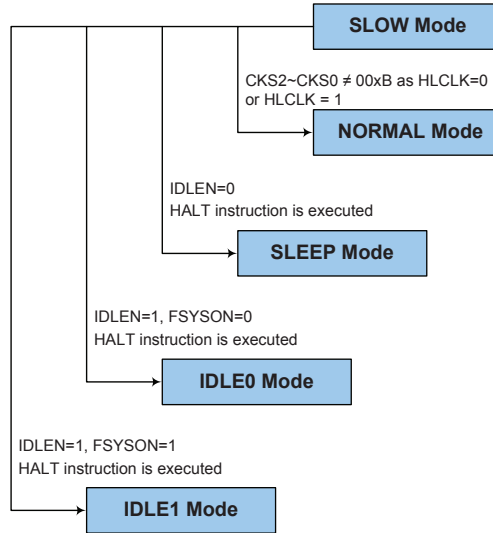 SLOW Mode
CKS2~CKS0 ≠ 00xB as HLCLK=0
or HLCLK = 1
NORMAL Mode
IDLEN=0
HALT instruction is executed
SLEEP Mode
IDLEN=1, FSYSON=0
HALT instruction is executed
IDLE0 Mode
IDLEN=1, FSYSON=1
HALT instruction is executed
IDLE1 Mode